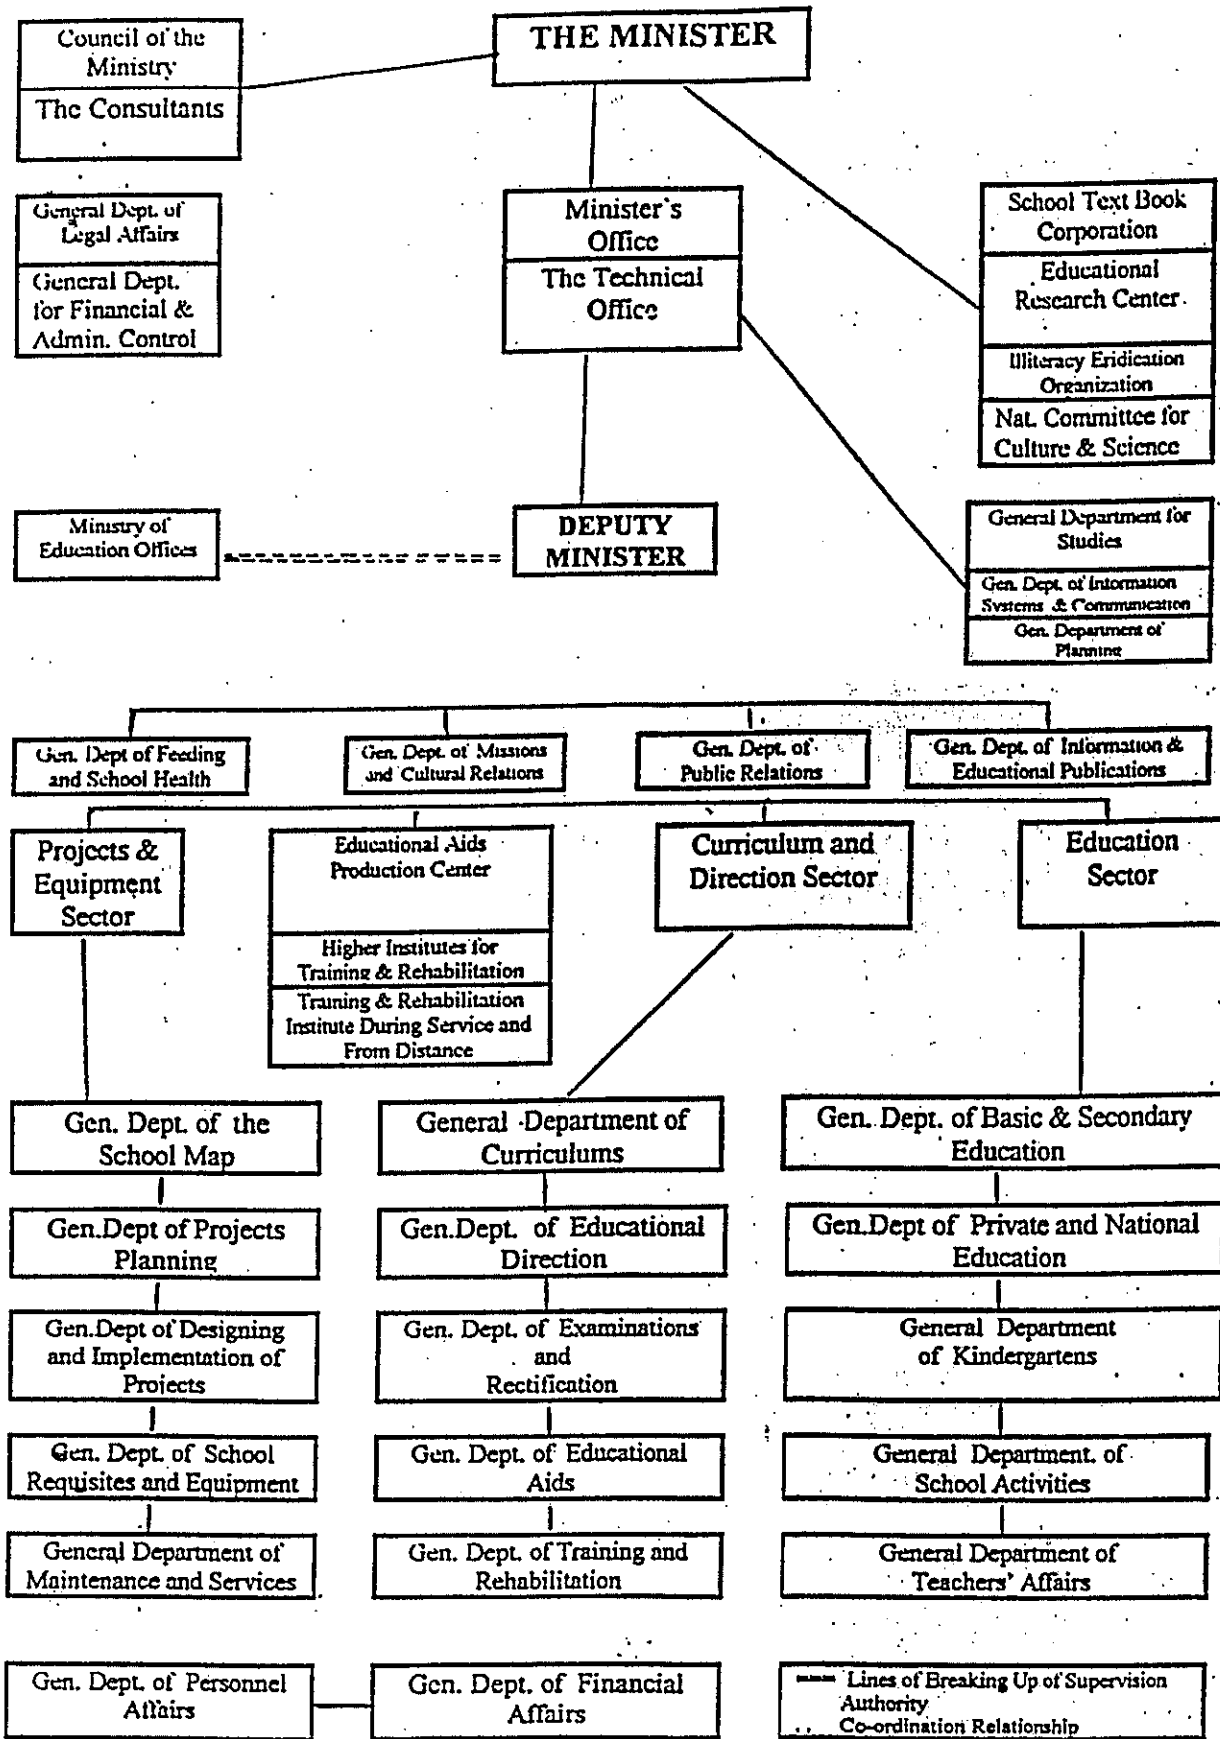 Council of the
Ministry
The Consultants
THE MINISTER
General Dept. of
Legal Affairs
General Dept.
for Financial &
Admin. Control
Minister's
Office
The Technical
Office
School Text Book
Corporation
Educational
Research Center
Illiteracy Eridication
Organization
Nat. Committee for
Culture & Science
Ministry of
Education Offices
DEPUTY
MINISTER
General Department for
Studies
Gen. Dept. of Information
Systems & Communication
Gen. Department of
Planning
Gen. Dept of Feeding
and School Health
Gen. Dept. of Missions
and Cultural Relations
Gen. Dept. of
Public Relations
Gen. Dept. of Information &
Educational Publications
Projects &
Equipment
Sector
Educational Aids
Production Center
Higher Institutes for
Training & Rehabilitation
Training & Rehabilitation
Institute During Service and
From Distance
Curriculum and
Direction Sector
Education
Sector
Gen. Dept. of the
School Map
General Department of
Curriculums
Gen. Dept. of Basic & Secondary
Education
Gen.Dept of Projects
Planning
Gen.Dept. of Educational
Direction
Gen.Dept of Private and National
Education
Gen.Dept of Designing
and Implementation of
Projects
Gen. Dept. of Examinations
and
Rectification
General Department
of Kindergartens
Gen. Dept. of School
Requisites and Equipment
Gen. Dept. of Educational
Aids
General Department. of
School Activities
General Department of
Maintenance and Services
Gen. Dept. of Training and
Rehabilitation
General Department of
Teachers' Affairs
Gen. Dept. of Personnel
Affairs
Gen. Dept. of Financial
Affairs
Lines of Breaking Up of Supervision
Authority
Co-ordination Relationship